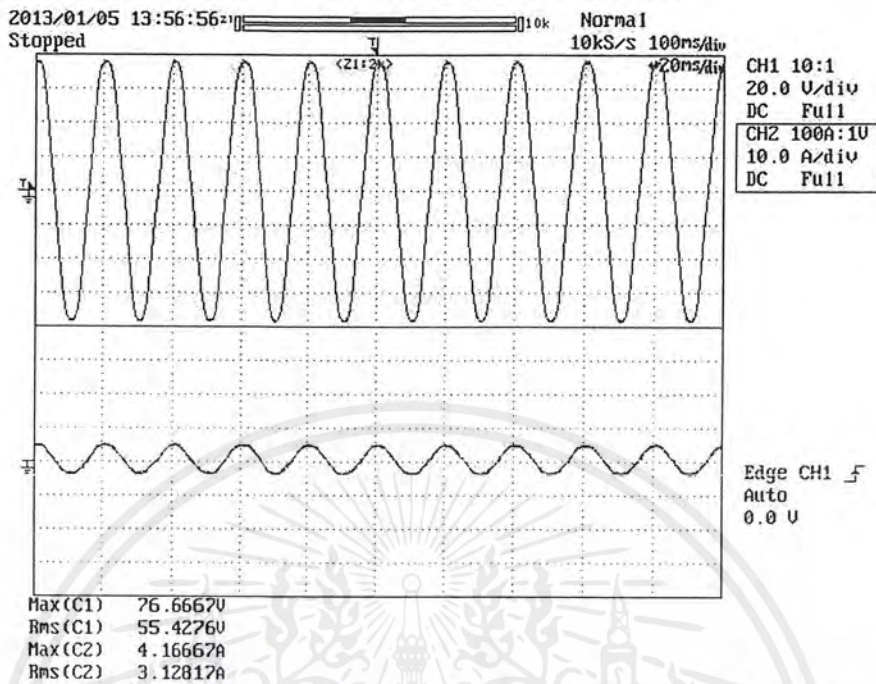 2013/01/05 13:56:56 Z1 10k Normal
Stopped 10kS/s 100ms/div
T <Z1:2k> 20ms/div
CH1 10:1
20.0 V/div
DC Full
CH2 100A:1V
10.0 A/div
DC Full
T
T
Edge CH1
Auto
0.0 V
Max(C1) 76.6667V
Rms(C1) 55.4276V
Max(C2) 4.16667A
Rms(C2) 3.12817A